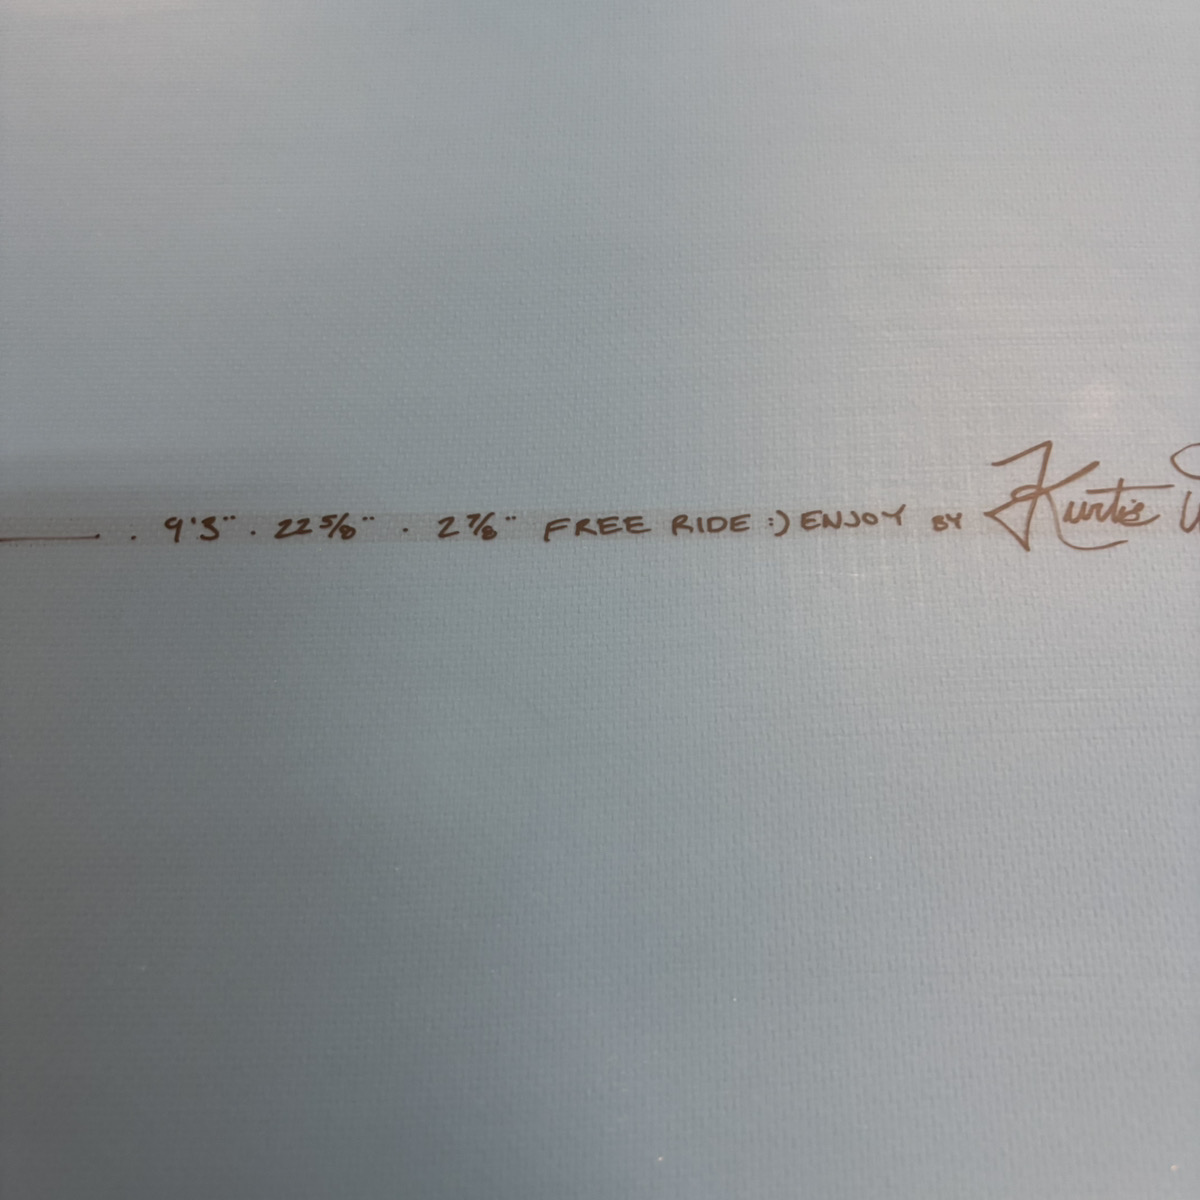 . 9'3" . 22 5/8" . 2 7/8" FREE RIDE :) ENJOY BY Kurtis